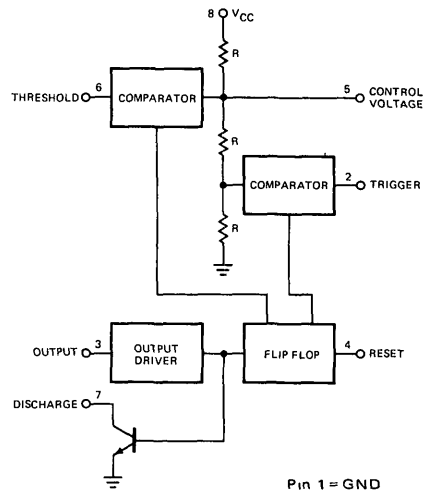 8 VCC
R
6
THRESHOLD
COMPARATOR
5
CONTROL
VOLTAGE
R
COMPARATOR
2
TRIGGER
R
OUTPUT
3
OUTPUT
DRIVER
FLIP FLOP
4
RESET
DISCHARGE
7
Pin 1 = GND